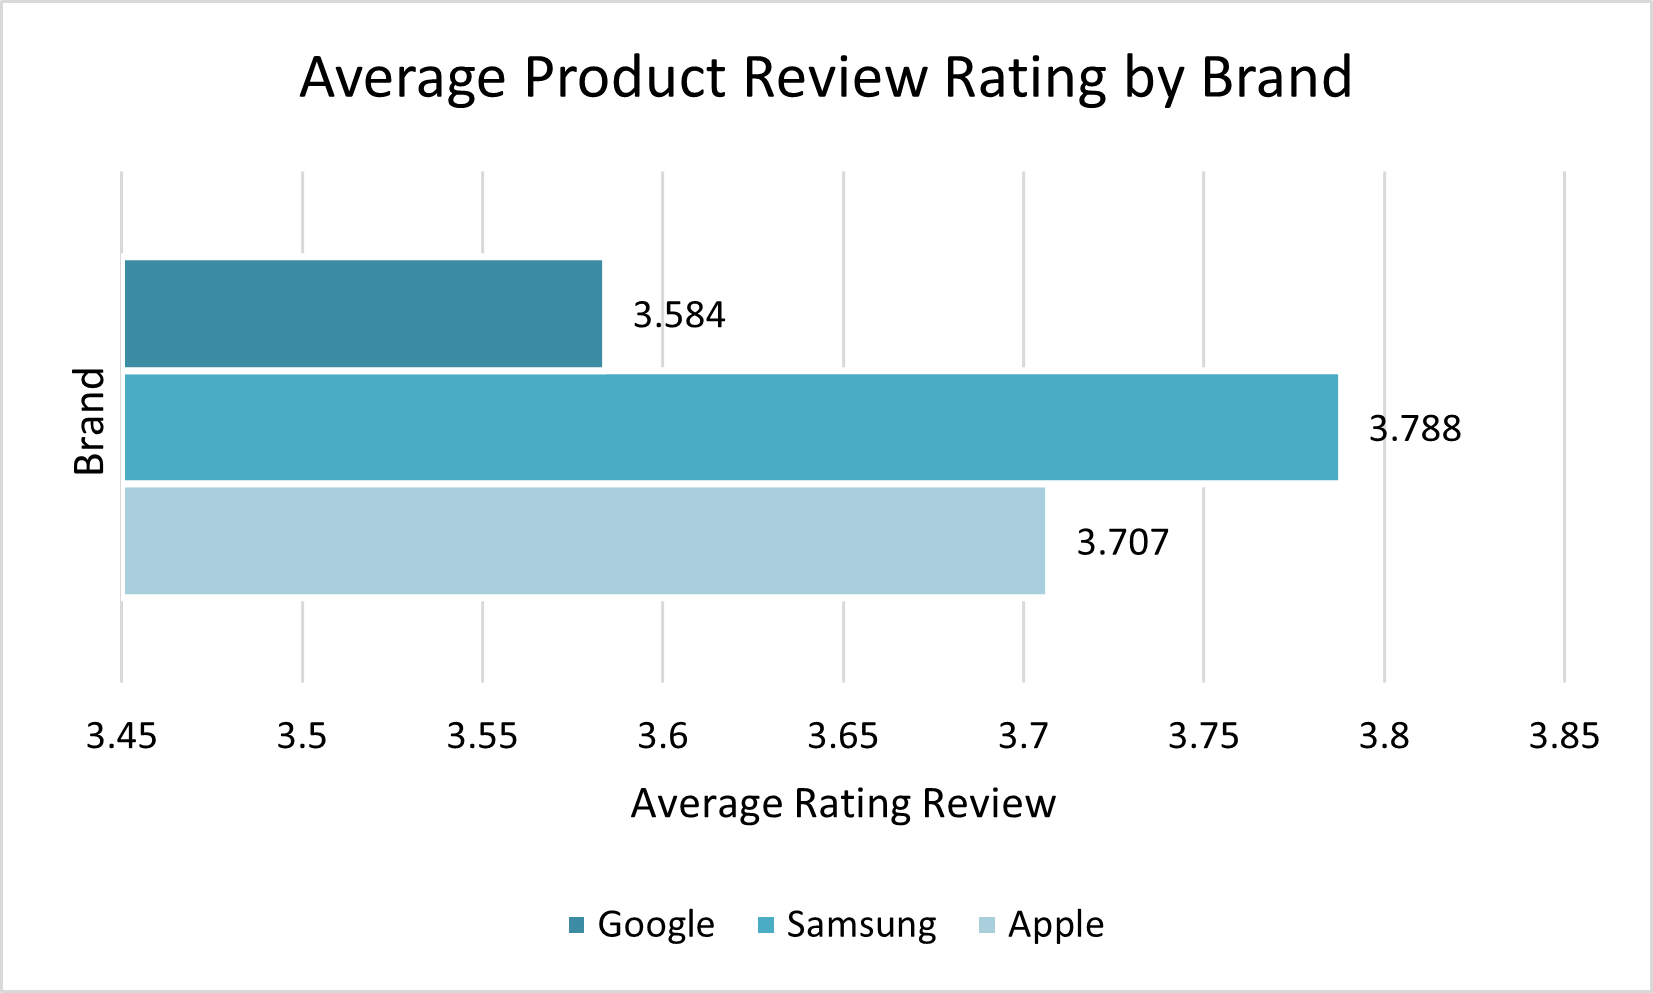 Average Product Review Rating by Brand
3.584
3.788
3.707
Brand
3.45 3.5 3.55 3.6 3.65 3.7 3.75 3.8 3.85
Average Rating Review
Google Samsung Apple